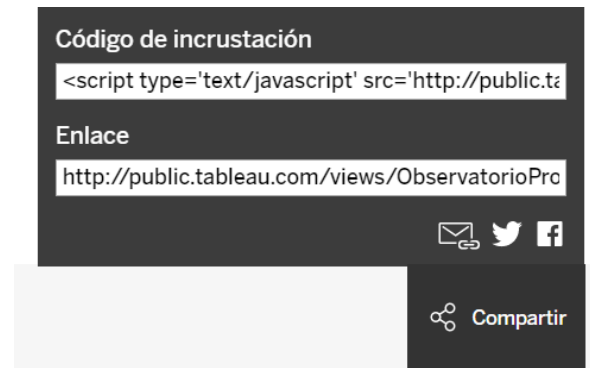 Código de incrustación
<script type='text/javascript' src='http://public.ta
Enlace
http://public.tableau.com/views/ObservatorioPro
Compartir